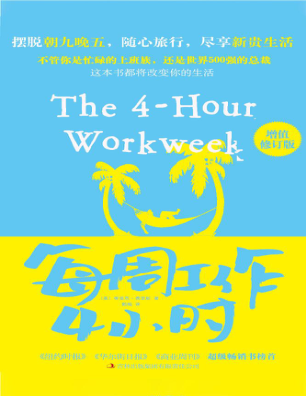 摆脱朝九晚五，随心旅行，尽享新贵生活
不管你是忙碌的上班族，还是世界500强的总裁
这本书都将改变你的生活
The 4-Hour
Workweek
增值
修订版
每周工作
4小时
《纽约时报》《华尔街日报》《商业周刊》超级畅销书榜首